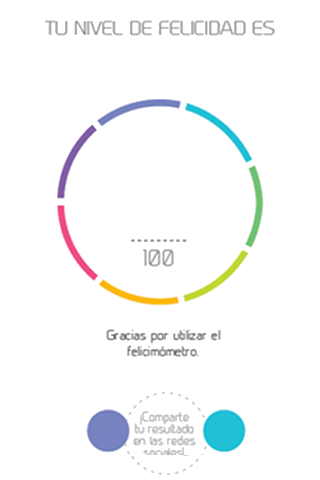 TU NIVEL DE FELICIDAD ES
100
Gracias por utilizar el
felicimómetro.
¡Comparte
tu resultado
en las redes
sociales!